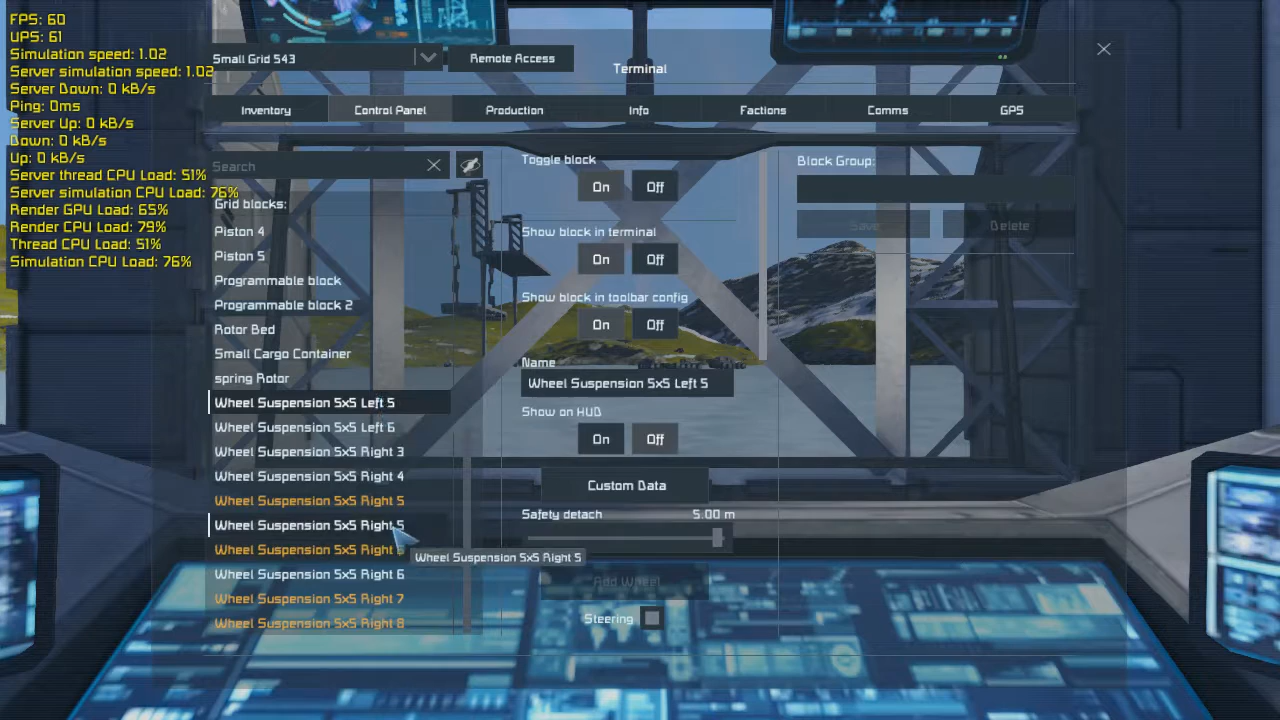 FPS: 60
UPS: 61
Simulation speed: 1.02
Server simulation speed: 1.02
Server Down: 0 kB/s
Ping: 0ms
Server Up: 0 kB/s
Down: 0 kB/s
Up: 0 kB/s
Server thread CPU Load: 51%
Server simulation CPU Load: 76%
Render GPU Load: 65%
Render CPU Load: 79%
Thread CPU Load: 51%
Simulation CPU Load: 76%
Small Grid 543
Remote Access
Terminal
Inventory
Control Panel
Production
Info
Factions
Comms
GPS
Search
Grid blocks:
Piston 4
Piston 5
Programmable block
Programmable block 2
Rotor Bed
Small Cargo Container
spring Rotor
Wheel Suspension 5x5 Left 5
Wheel Suspension 5x5 Left 6
Wheel Suspension 5x5 Right 3
Wheel Suspension 5x5 Right 4
Wheel Suspension 5x5 Right 5
Wheel Suspension 5x5 Right 5
Wheel Suspension 5x5 Right
Wheel Suspension 5x5 Right 6
Wheel Suspension 5x5 Right 7
Wheel Suspension 5x5 Right 8
Wheel Suspension 5x5 Right 5
Toggle block
On Off
Show block in terminal
On Off
Show block in toolbar config
On Off
Name
Wheel Suspension 5x5 Left 5
Show on HUD
On Off
Custom Data
Safety detach 5.00 m
Add Wheel
Steering
Block Group:
Save
Delete